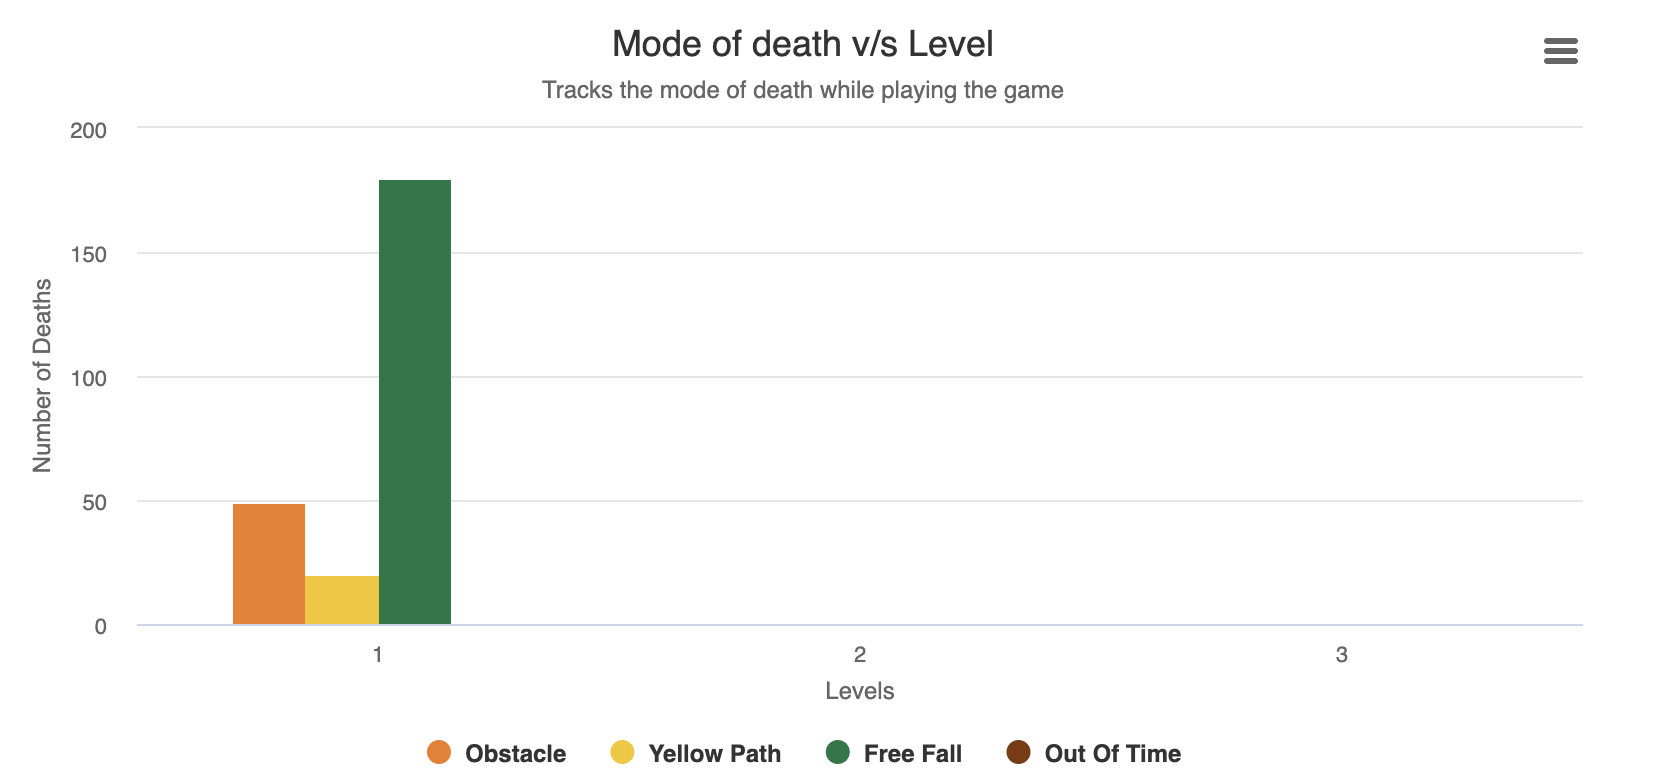 Mode of death v/s Level
Tracks the mode of death while playing the game
200
150
100
50
0
Number of Deaths
1 2 3
Levels
Obstacle Yellow Path Free Fall Out Of Time